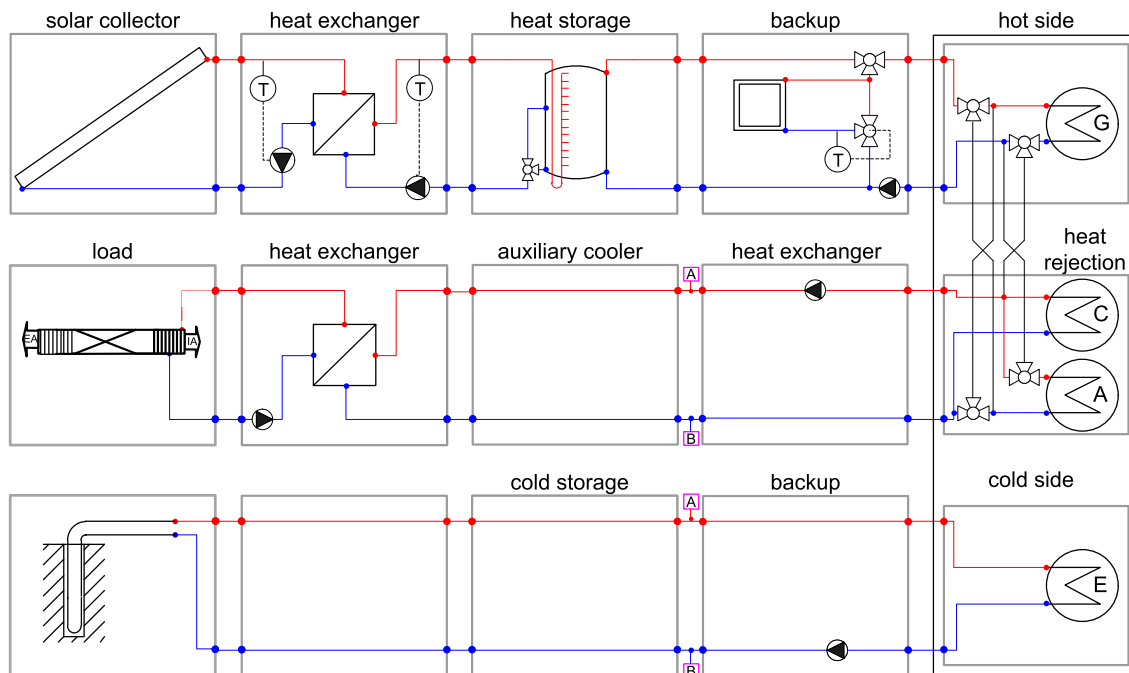 solar collector
heat exchanger
heat storage
backup
hot side
T
T
T
G
load
heat exchanger
auxiliary cooler
heat exchanger
heat
rejection
A
EA
IA
C
A
B
cold storage
backup
cold side
A
E
B